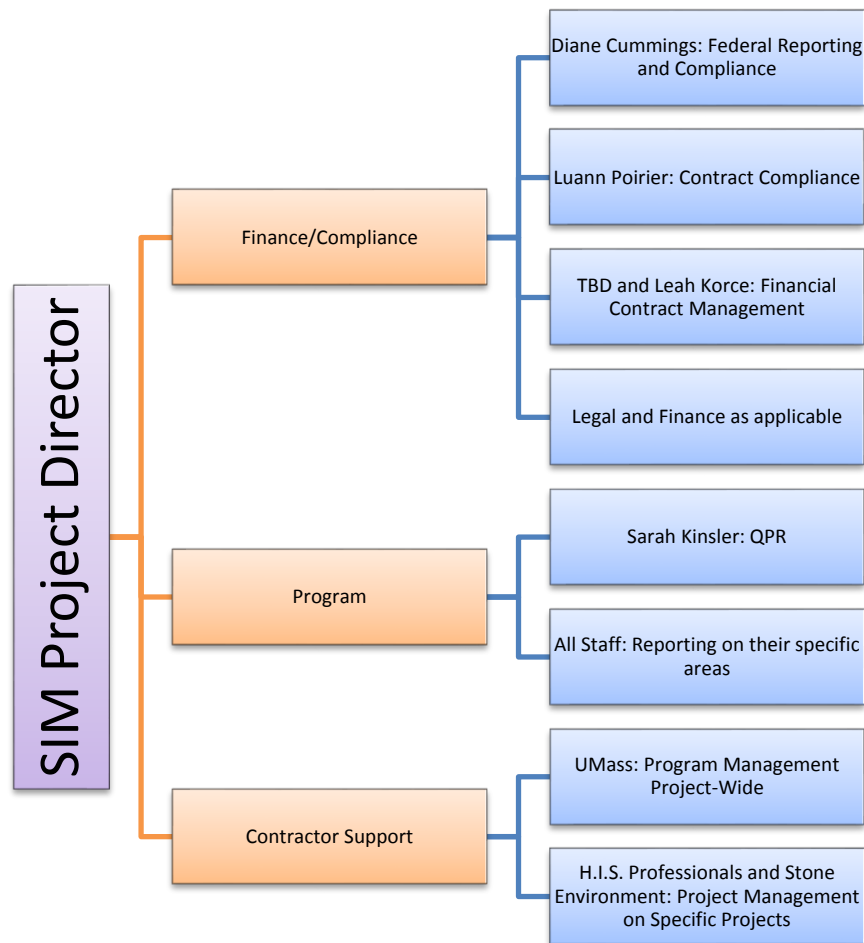 SIM Project Director
Finance/Compliance
Diane Cummings: Federal Reporting
and Compliance
Luann Poirier: Contract Compliance
TBD and Leah Korce: Financial
Contract Management
Legal and Finance as applicable
Program
Sarah Kinsler: QPR
All Staff: Reporting on their specific
areas
Contractor Support
UMass: Program Management
Project-Wide
H.I.S. Professionals and Stone
Environment: Project Management
on Specific Projects